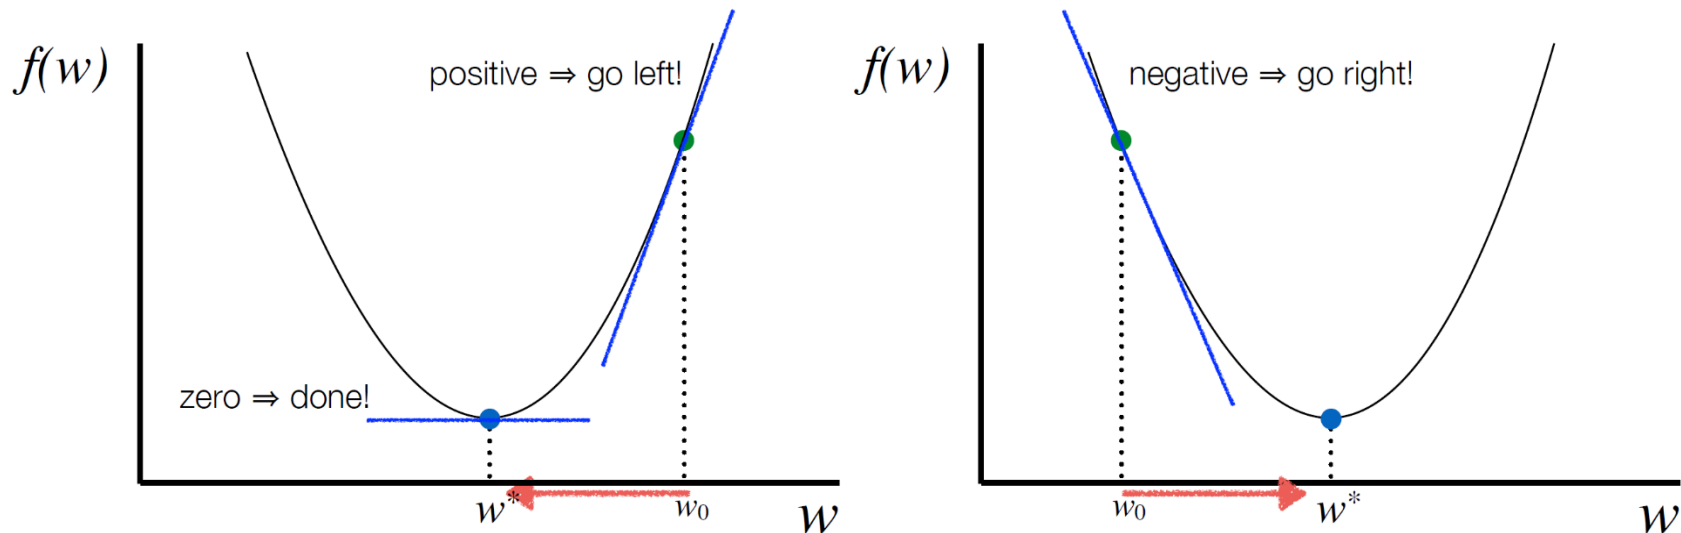 f(w)
positive ⇒ go left!
zero ⇒ done!
w*
w₀
w
f(w)
negative ⇒ go right!
w₀
w*
w